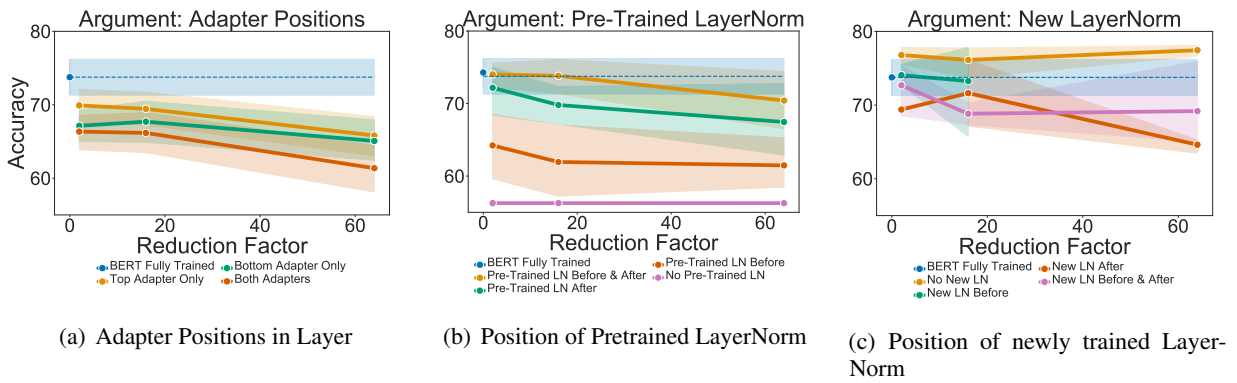 Argument: Adapter Positions
80
70
60
Accuracy
0 20 40 60
Reduction Factor
BERT Fully Trained Bottom Adapter Only
Top Adapter Only Both Adapters
(a) Adapter Positions in Layer
Argument: Pre-Trained LayerNorm
80
70
60
0 20 40 60
Reduction Factor
BERT Fully Trained Pre-Trained LN Before
Pre-Trained LN Before & After No Pre-Trained LN
Pre-Trained LN After
(b) Position of Pretrained LayerNorm
Argument: New LayerNorm
80
70
60
0 20 40 60
Reduction Factor
BERT Fully Trained New LN After
No New LN New LN Before & After
New LN Before
(c) Position of newly trained Layer-
Norm